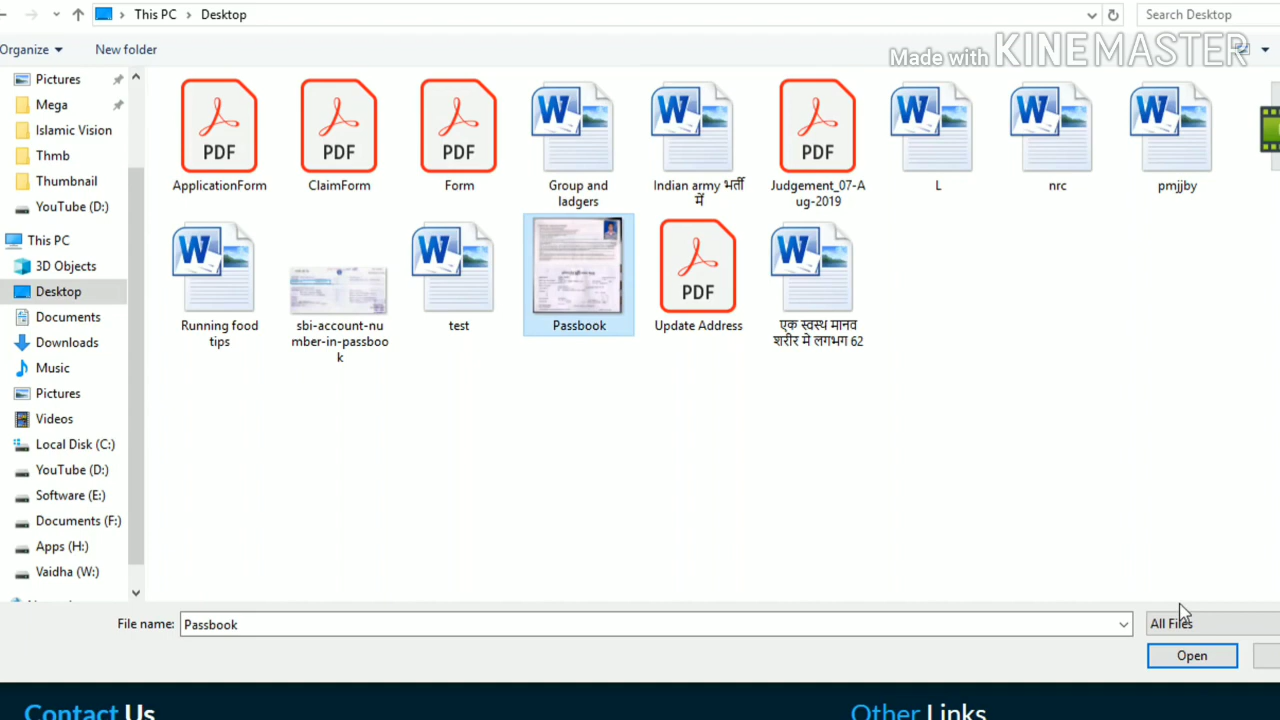 This PC
Desktop
Search Desktop
Organize
New folder
Made with KINEMASTER
Pictures
Mega
Islamic Vision
Thmb
Thumbnail
YouTube (D:)
This PC
3D Objects
Desktop
Documents
Downloads
Music
Pictures
Videos
Local Disk (C:)
YouTube (D:)
Software (E:)
Documents (F:)
Apps (H:)
Vaidha (W:)
PDF
ApplicationForm
PDF
ClaimForm
PDF
Form
Group and
ladgers
Indian army भर्ती
में
PDF
Judgement_07-A
ug-2019
L
nrc
pmjjby
Running food
tips
sbi-account-nu
mber-in-passboo
k
test
Passbook
PDF
Update Address
एक स्वस्थ मानव
शरीर मे लगभग 62
File name:
Passbook
All Files
Open
Contact Us
Other Links